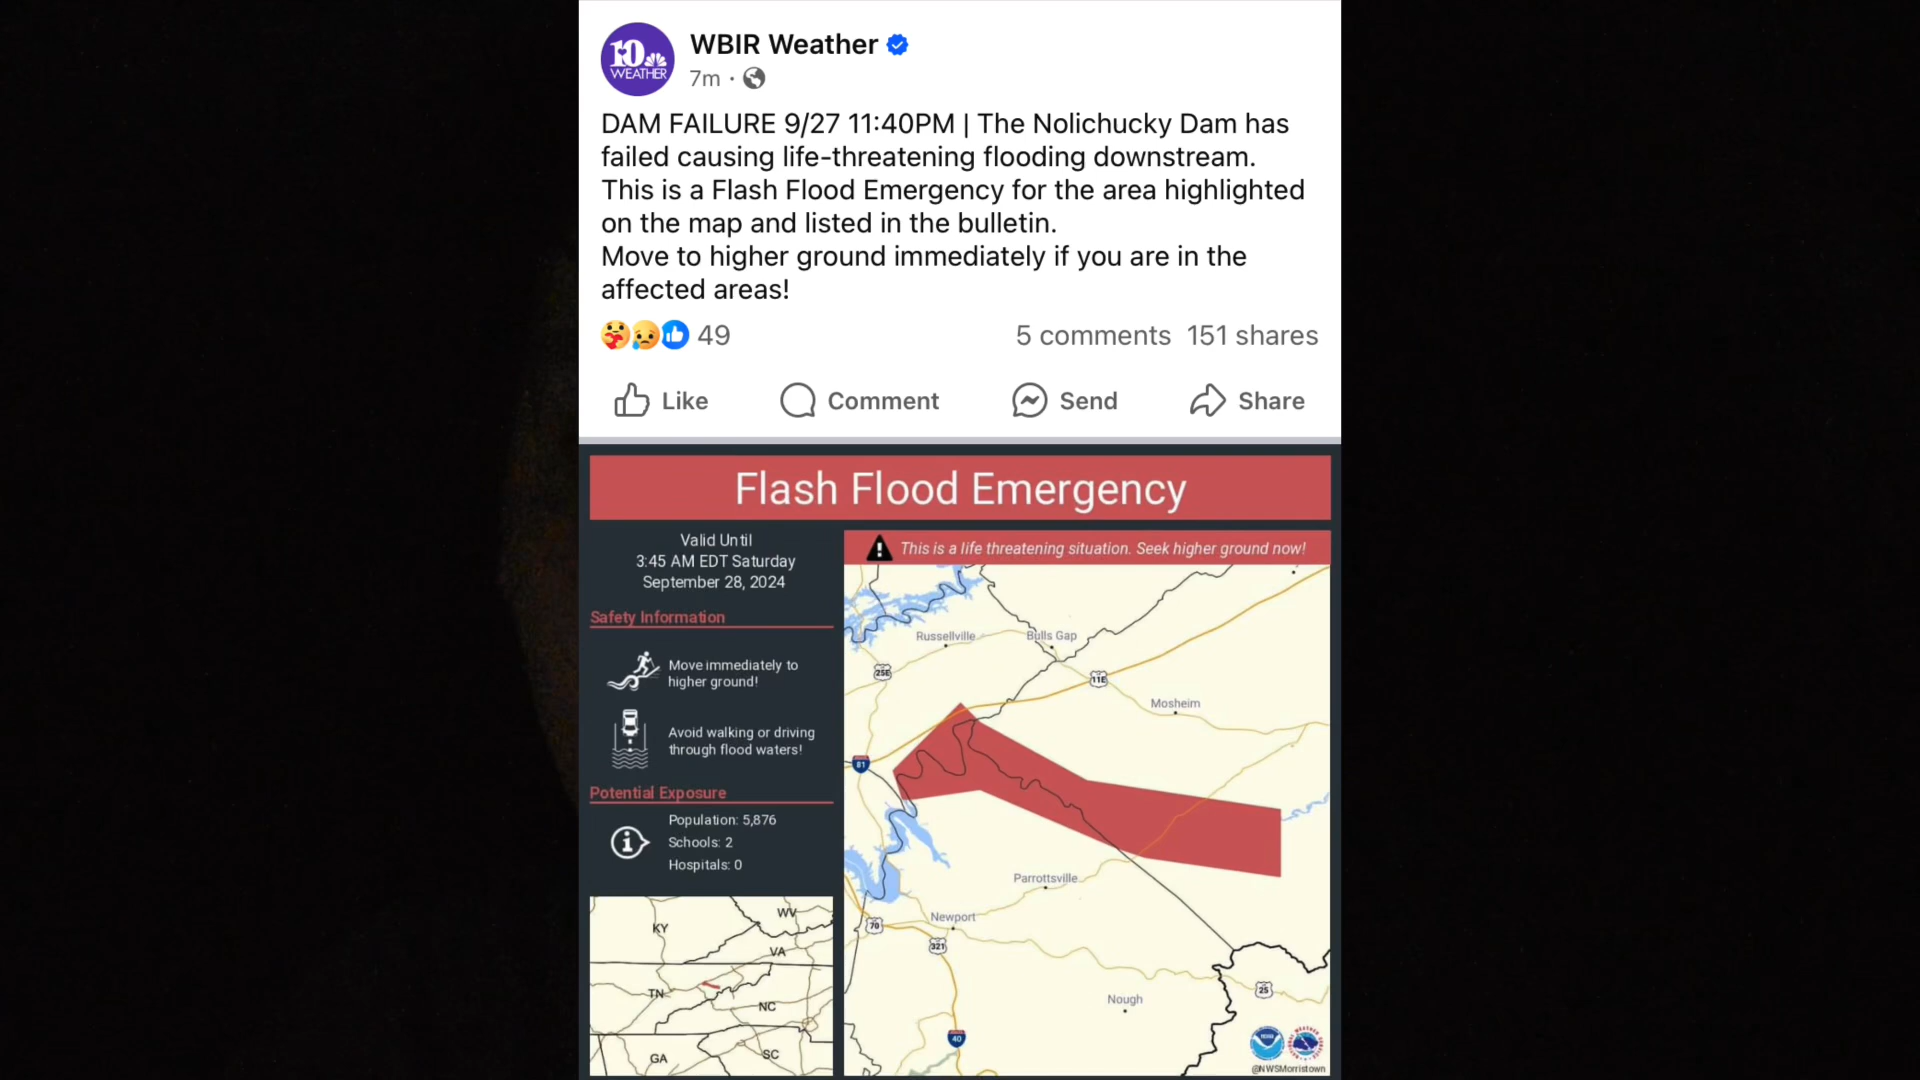 10
WEATHER
WBIR Weather
7m ·
DAM FAILURE 9/27 11:40PM | The Nolichucky Dam has
failed causing life-threatening flooding downstream.
This is a Flash Flood Emergency for the area highlighted
on the map and listed in the bulletin.
Move to higher ground immediately if you are in the
affected areas!
49
5 comments 151 shares
Like Comment Send Share
Flash Flood Emergency
Valid Until
3:45 AM EDT Saturday
September 28, 2024
Safety Information
Move immediately to
higher ground!
Avoid walking or driving
through flood waters!
Potential Exposure
Population: 5,876
Schools: 2
Hospitals: 0
KY
WV
VA
TN
NC
GA
SC
This is a life threatening situation. Seek higher ground now!
Russellville
Bulls Gap
25E
11E
Mosheim
81
Parrottsville
Newport
70
321
25
Nough
40
@NWSMorristown